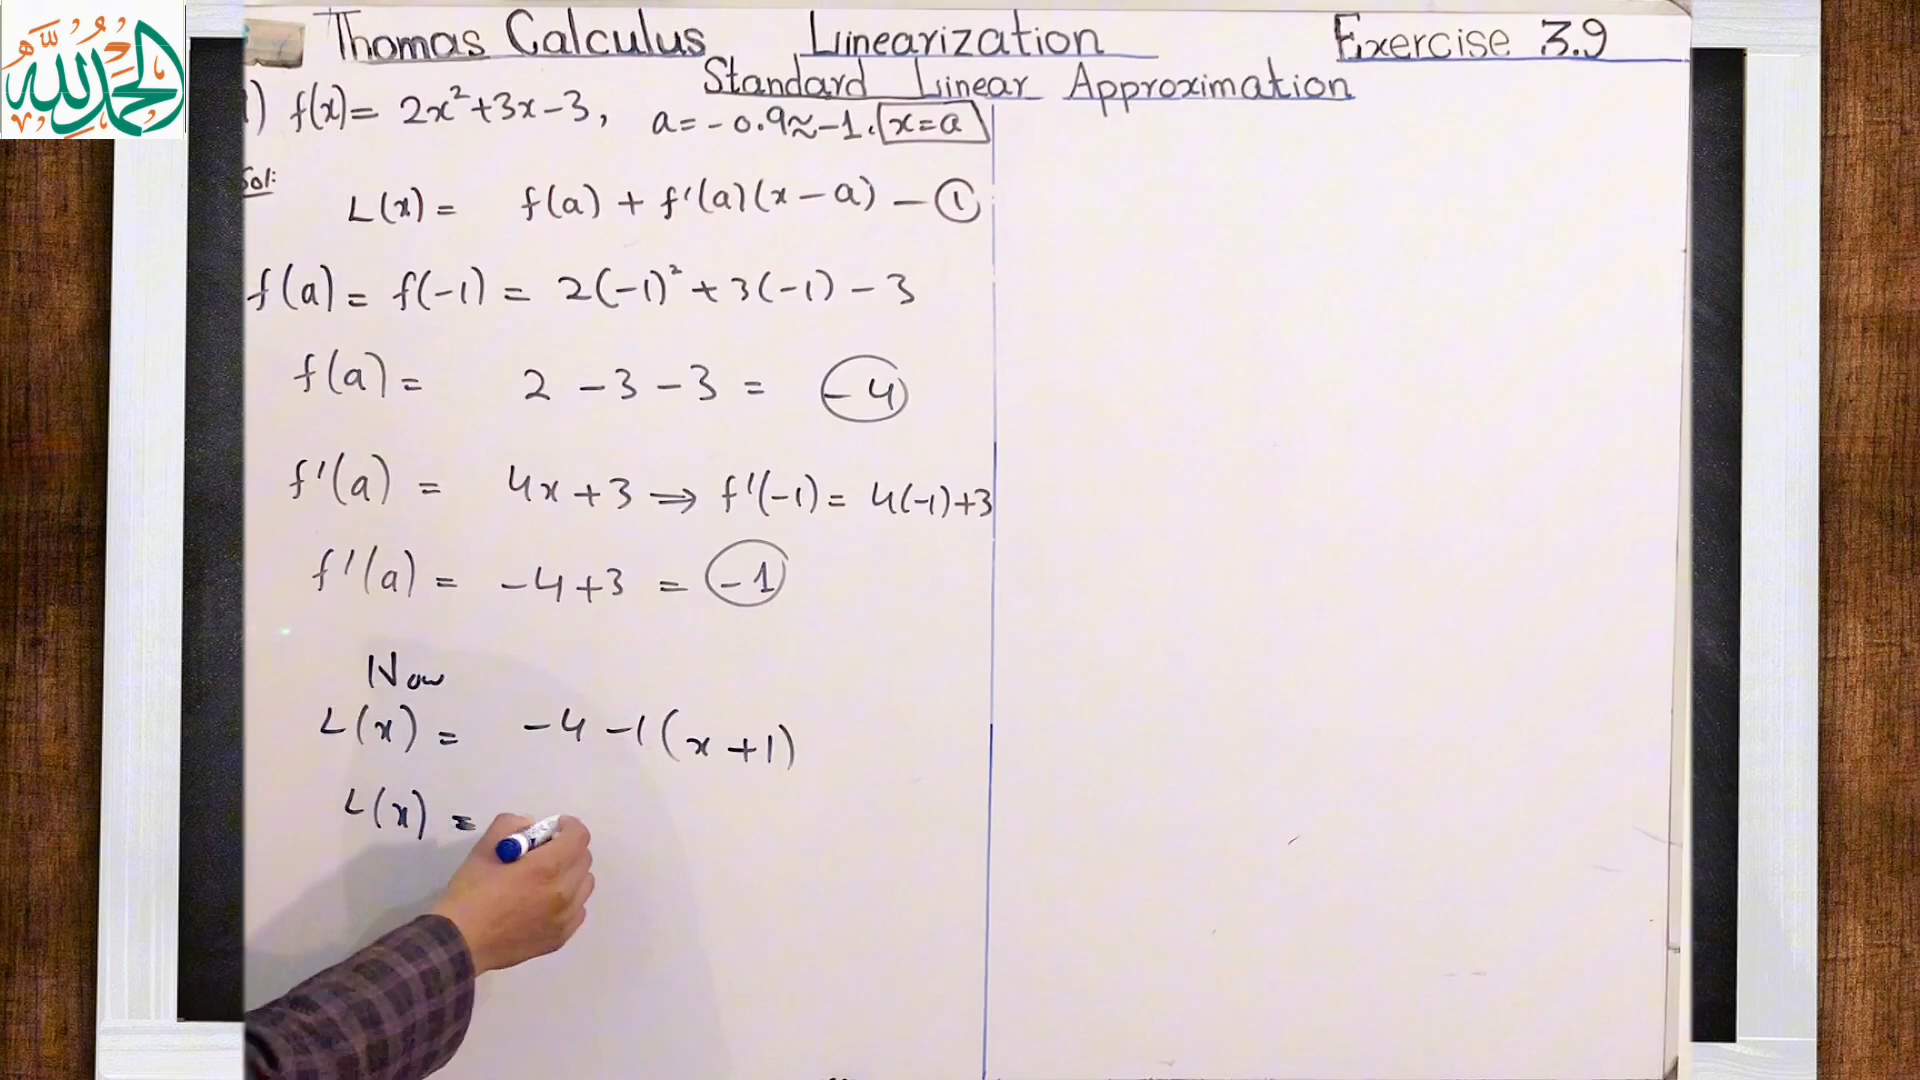 الحمد لله
Thomas Calculus Linearization Exercise 3.9
Standard Linear Approximation
1) f(x)= 2x²+3x-3, a=-0.9≈-1. x=a
Sol:
L(x) = f(a) + f'(a)(x-a) - ①
f(a) = f(-1) = 2(-1)² + 3(-1) - 3
f(a) = 2 - 3 - 3 = -4
f'(a) = 4x+3 ⇒ f'(-1) = 4(-1)+3
f'(a) = -4+3 = -1
Now
L(x) = -4 -1(x+1)
L(x) =